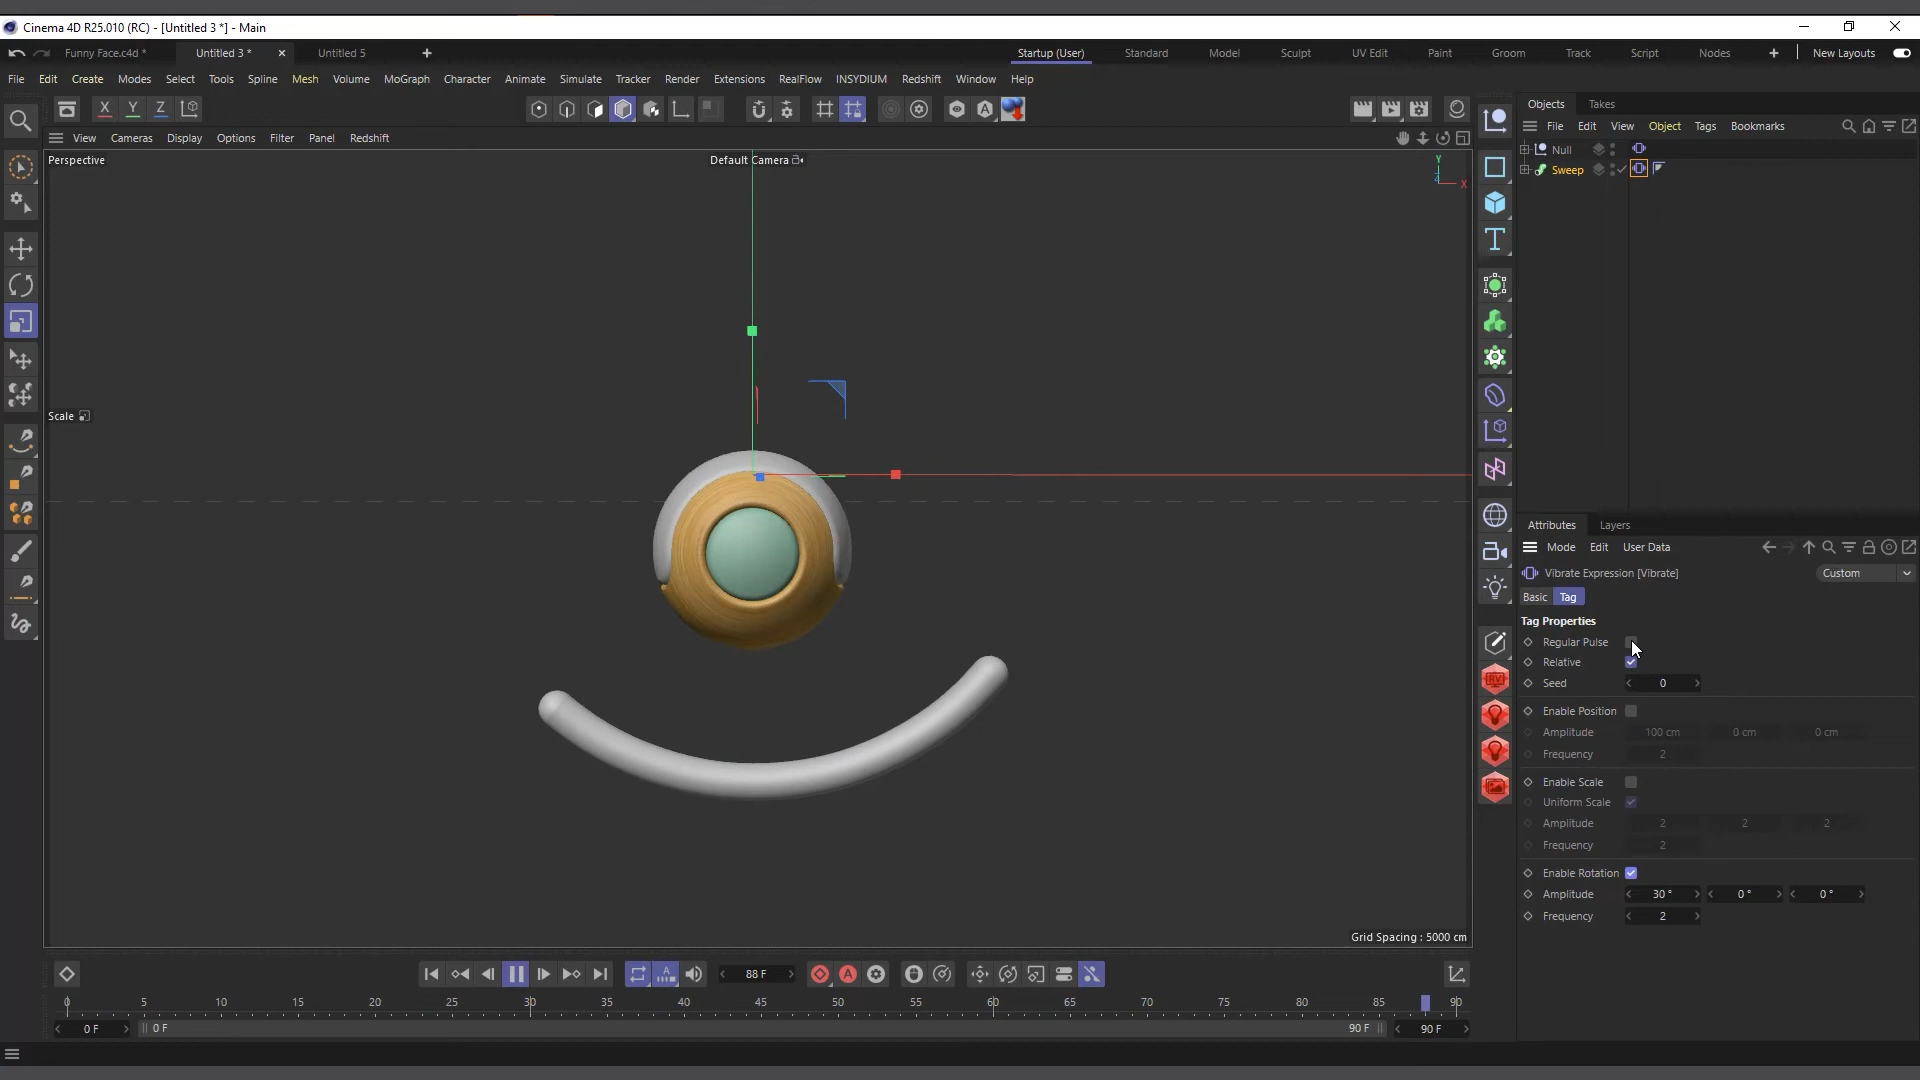 Cinema 4D R25.010 (RC) - [Untitled 3 *] - Main
Funny Face.c4d *
Untitled 3 *
Untitled 5
Startup (User)
Standard
Model
Sculpt
UV Edit
Paint
Groom
Track
Script
Nodes
New Layouts
File Edit Create Modes Select Tools Spline Mesh Volume MoGraph Character Animate Simulate Tracker Render Extensions RealFlow INSYDIUM Redshift Window Help
X Y Z
Objects Takes
File Edit View Object Tags Bookmarks
View Cameras Display Options Filter Panel Redshift
Null
Sweep
Perspective
Default Camera
Y
Z
X
Scale
Attributes Layers
Mode Edit User Data
Vibrate Expression [Vibrate]
Custom
Basic Tag
Tag Properties
Regular Pulse
Relative
Seed 0
Enable Position
Amplitude 100 cm 0 cm 0 cm
Frequency 2
Enable Scale
Uniform Scale
Amplitude 2 2 2
Frequency 2
Enable Rotation
Amplitude 30 ° 0 ° 0 °
Frequency 2
Grid Spacing : 5000 cm
88 F
0 5 10 15 20 25 30 35 40 45 50 55 60 65 70 75 80 85 90
0 F
0 F
90 F
90 F